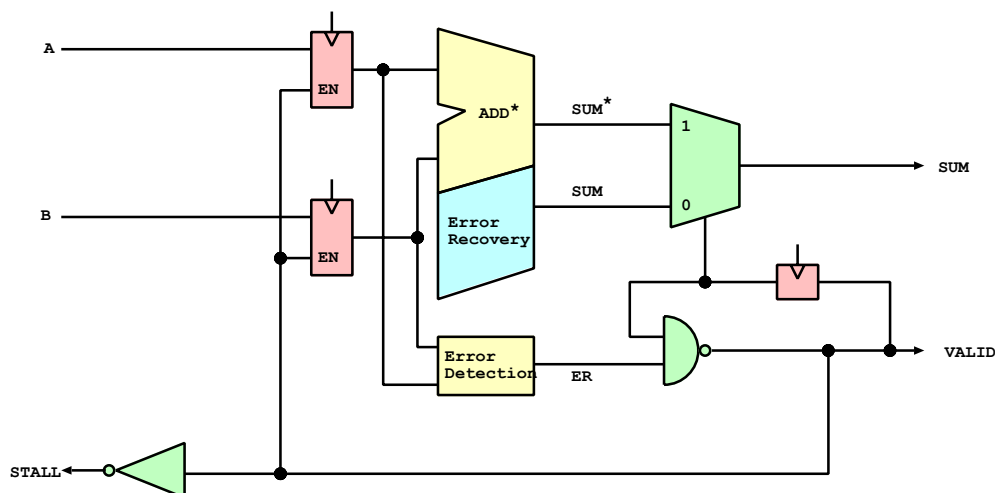 A
EN
ADD*
SUM*
1
SUM
B
SUM
0
Error
Recovery
EN
Error
Detection
ER
VALID
STALL